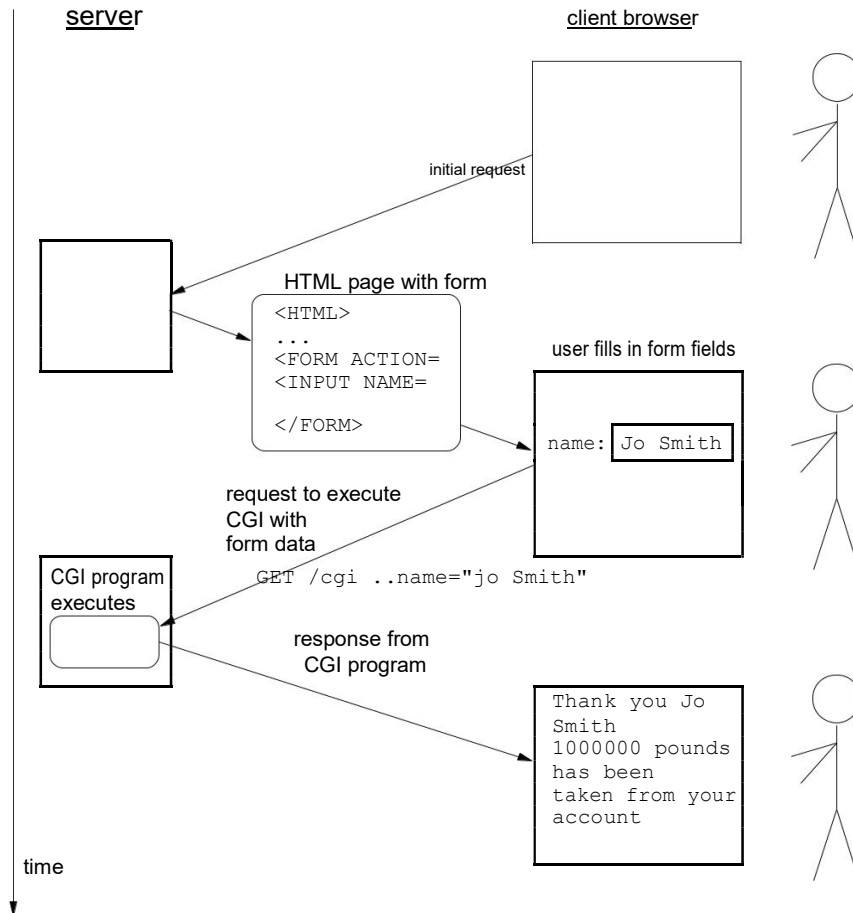 server
client browser
initial request
HTML page with form
<HTML>
...
<FORM ACTION=
<INPUT NAME=
</FORM>
user fills in form fields
name: Jo Smith
request to execute
CGI with
form data
GET /cgi ..name="jo Smith"
CGI program
executes
response from
CGI program
Thank you Jo
Smith
1000000 pounds
has been
taken from your
account
time